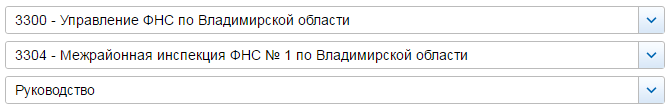 3300 - Управление ФНС по Владимирской области
3304 - Межрайонная инспекция ФНС № 1 по Владимирской области
Руководство